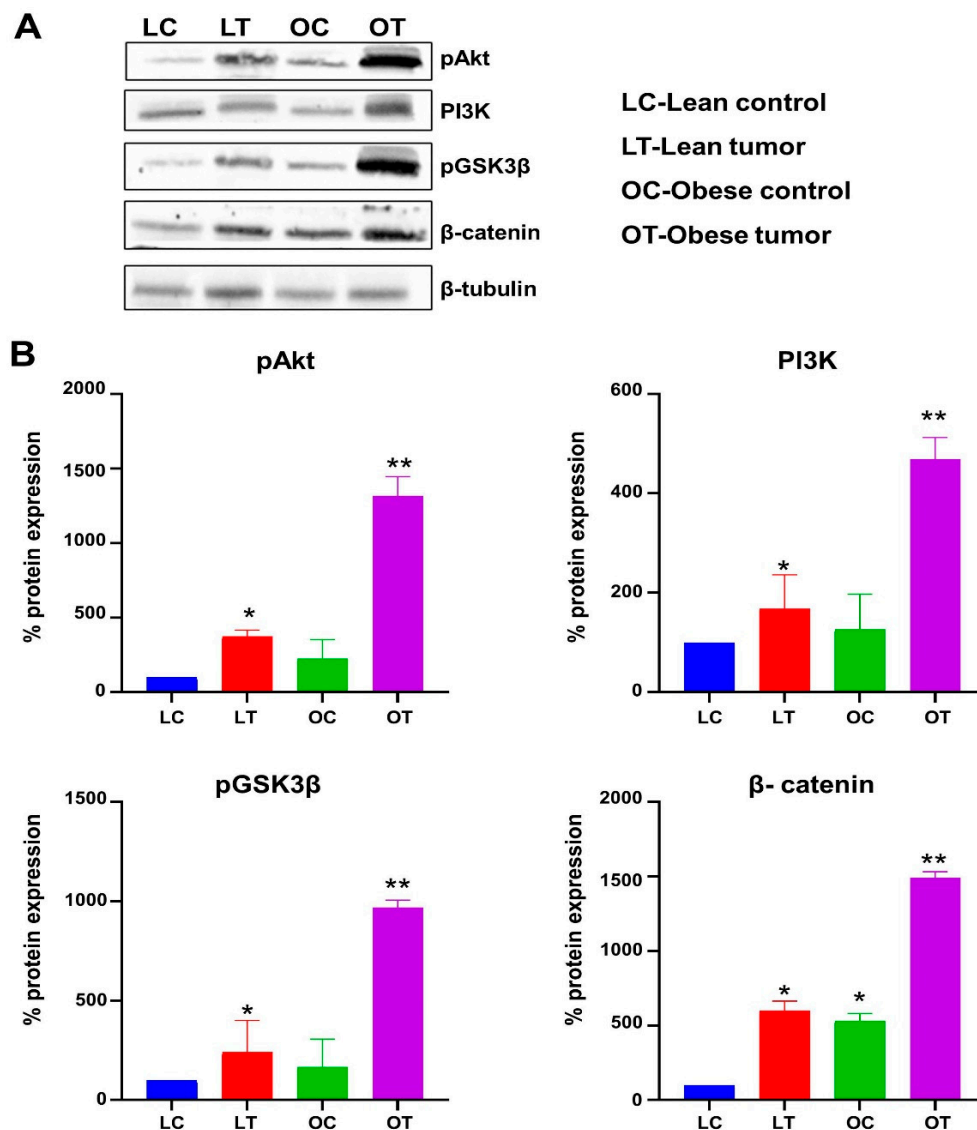 A
LC LT OC OT
pAkt
PI3K
pGSK3β
β-catenin
β-tubulin
LC-Lean control
LT-Lean tumor
OC-Obese control
OT-Obese tumor
B
pAkt
% protein expression
2000
1500
1000
500
0
*
**
LC LT OC OT
PI3K
% protein expression
600
400
200
0
*
**
LC LT OC OT
pGSK3β
% protein expression
1500
1000
500
0
*
**
LC LT OC OT
β- catenin
% protein expression
2000
1500
1000
500
0
* *
**
LC LT OC OT